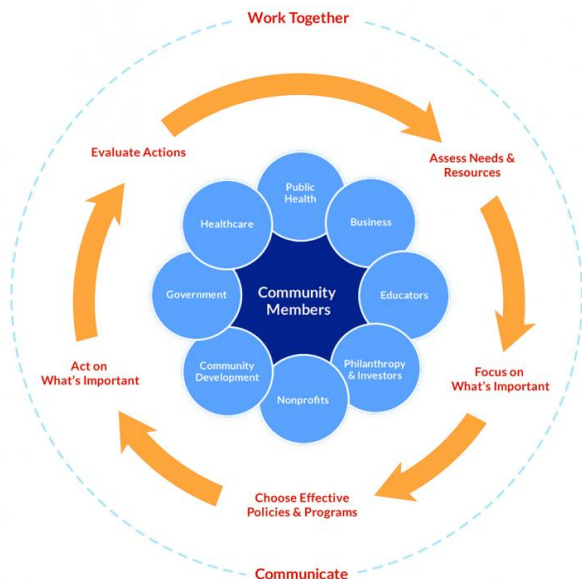 Work Together
Evaluate Actions
Assess Needs &
Resources
Public
Health
Healthcare
Business
Government
Community
Members
Educators
Act on
What's Important
Community
Development
Philanthropy
& Investors
Focus on
What's Important
Nonprofits
Choose Effective
Policies & Programs
Communicate